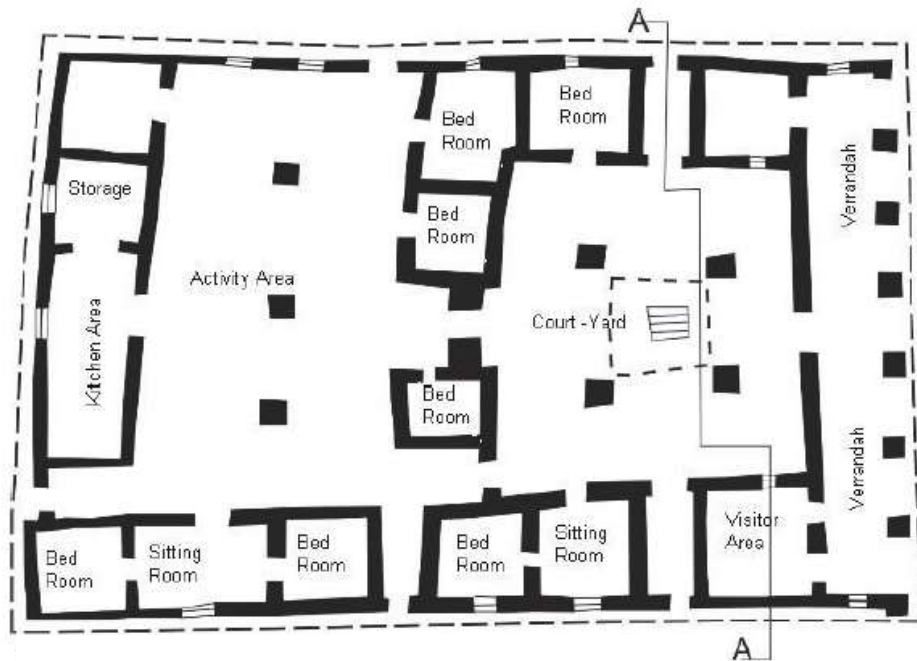 A
Bed
Room
Bed
Room
Storage
Verrandah
Bed
Room
Activity Area
Court -Yard
Kitchen Area
Bed
Room
Verrandah
Visitor
Area
Bed
Room
Sitting
Room
Bed
Room
Bed
Room
Sitting
Room
A